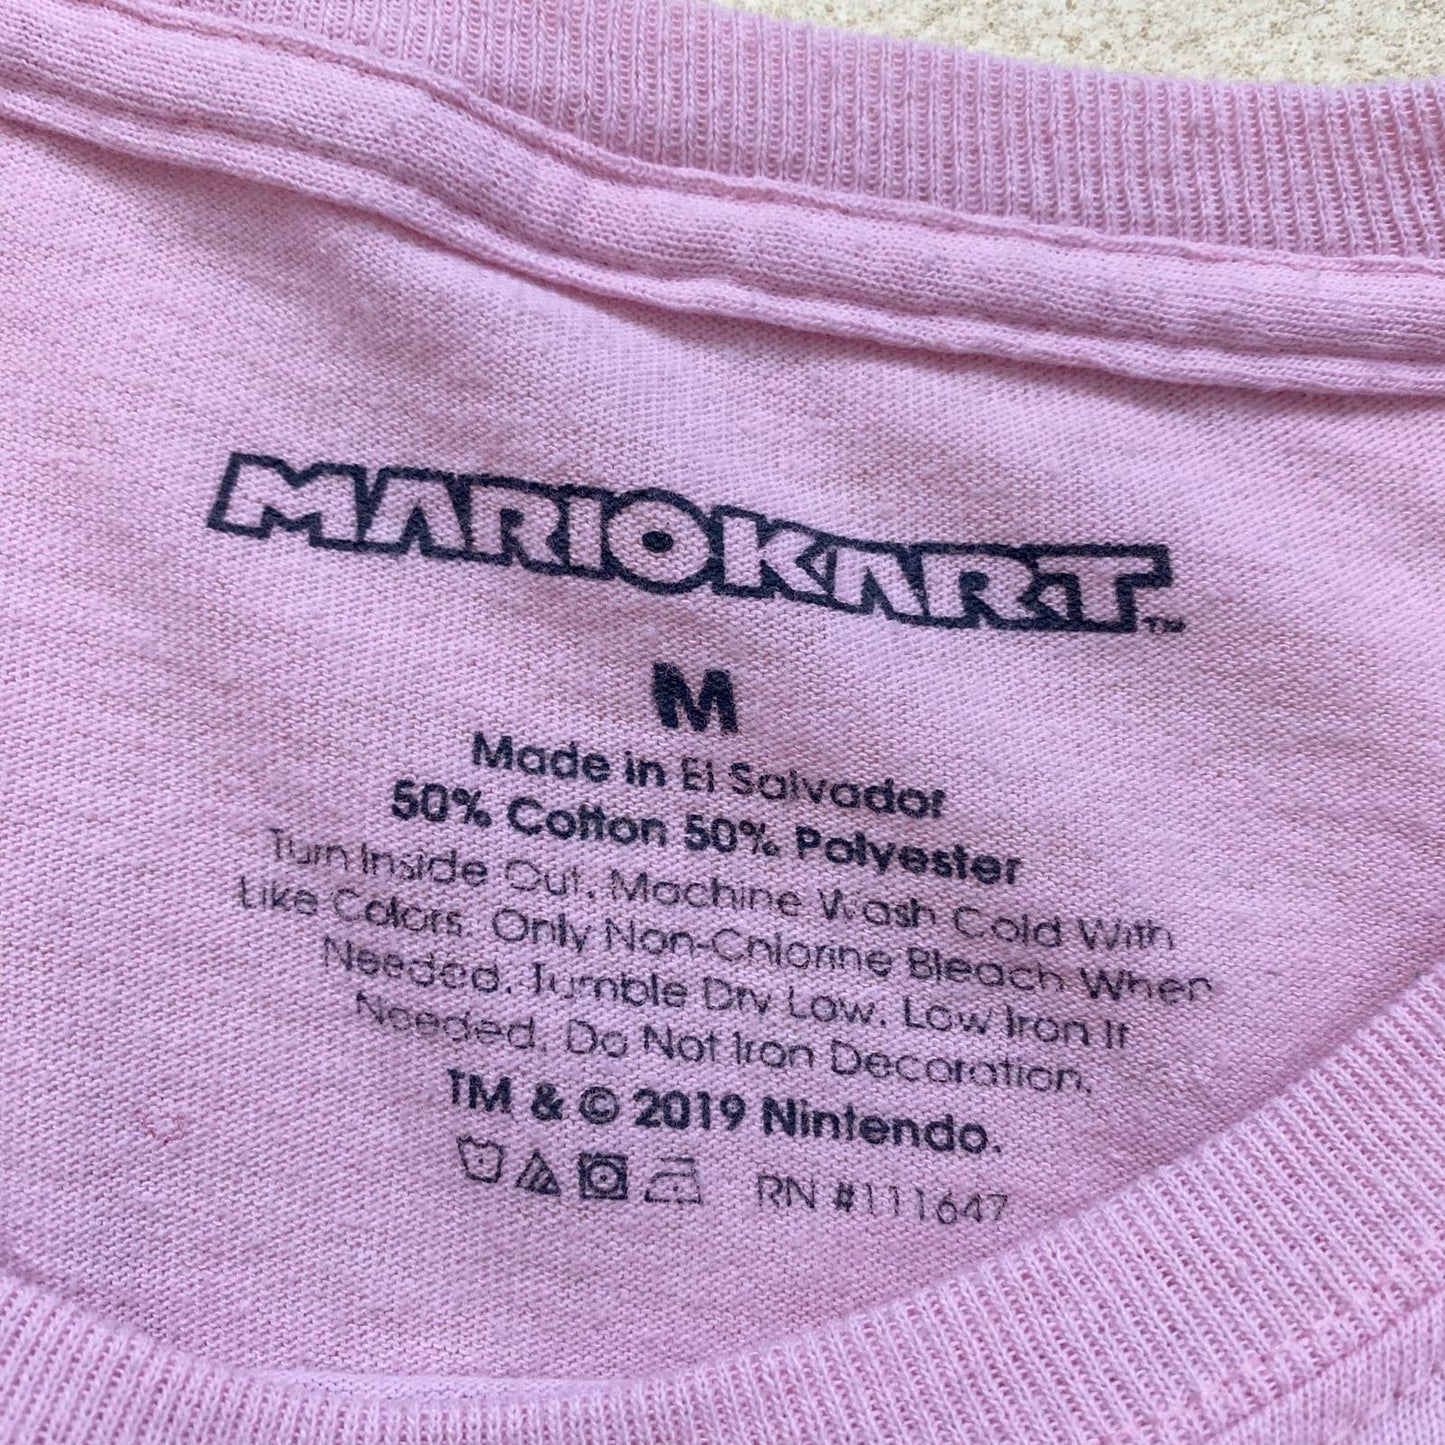 MARIOKART™
M
Made in El Salvador
50% Cotton 50% Polyester
Turn Inside Out. Machine Wash Cold With
Like Colors. Only Non-Chlorine Bleach When
Needed. Tumble Dry Low. Low Iron If
Needed. Do Not Iron Decoration.
TM & © 2019 Nintendo.
RN #111647